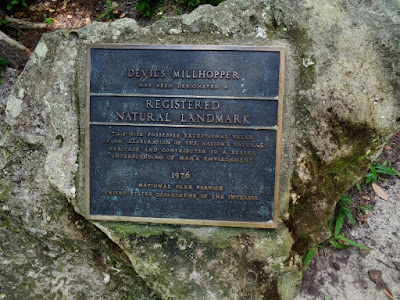 DEVIL'S MILLHOPPER
HAS BEEN DESIGNATED A
REGISTERED
NATURAL LANDMARK
THIS SITE POSSESSES EXCEPTIONAL VALUE
AS AN ILLUSTRATION OF THE NATION'S NATURAL
HERITAGE AND CONTRIBUTES TO A BETTER
UNDERSTANDING OF MAN'S ENVIRONMENT
1976
NATIONAL PARK SERVICE
UNITED STATES DEPARTMENT OF THE INTERIOR